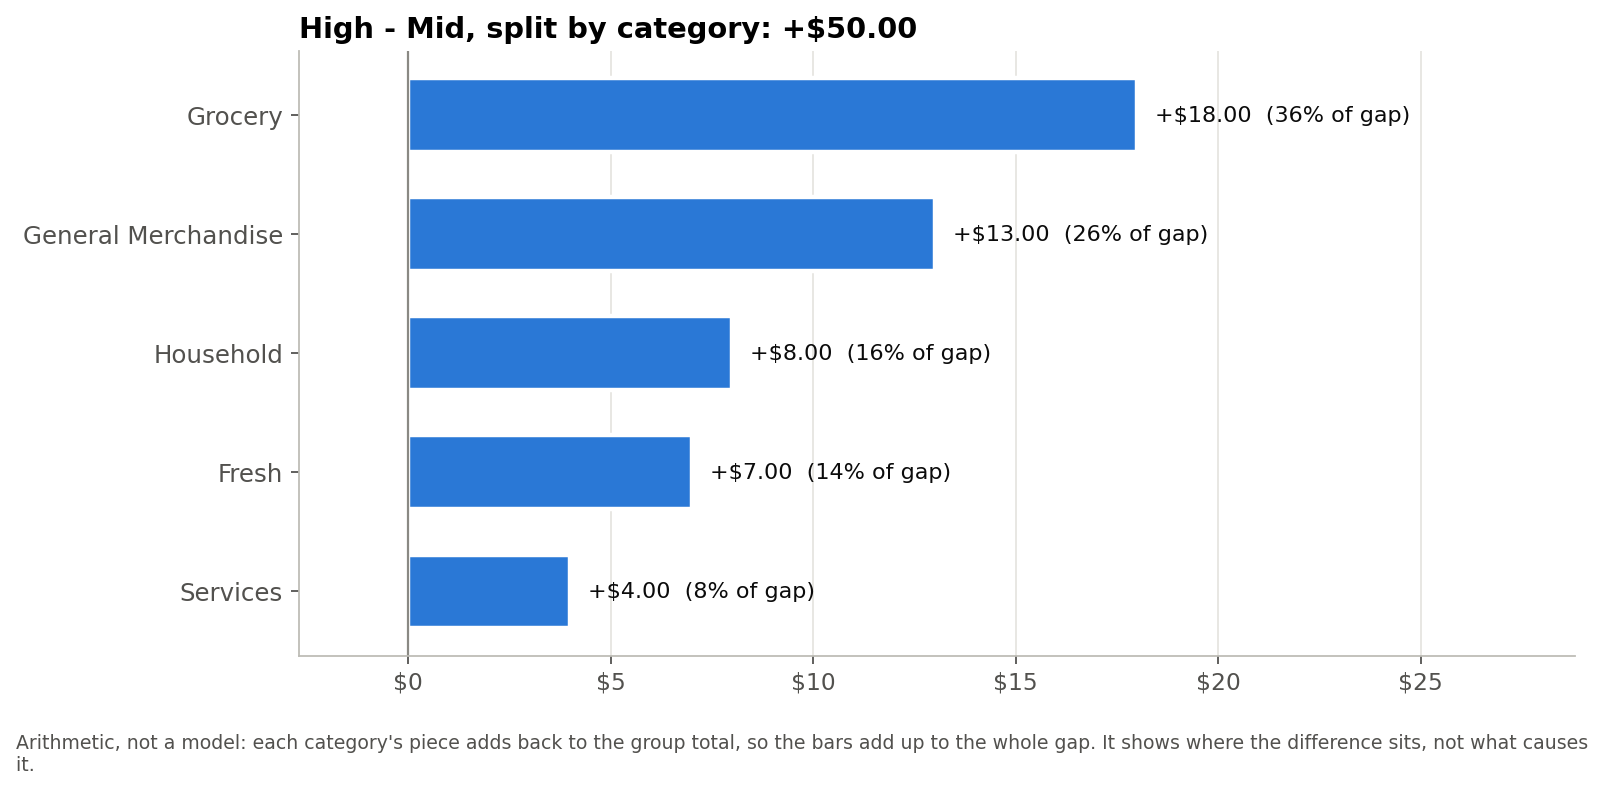 High - Mid, split by category: +$50.00
Grocery
+$18.00  (36% of gap)
General Merchandise
+$13.00  (26% of gap)
Household
+$8.00  (16% of gap)
Fresh
+$7.00  (14% of gap)
Services
+$4.00  (8% of gap)
$0 $5 $10 $15 $20 $25
Arithmetic, not a model: each category's piece adds back to the group total, so the bars add up to the whole gap. It shows where the difference sits, not what causes
it.